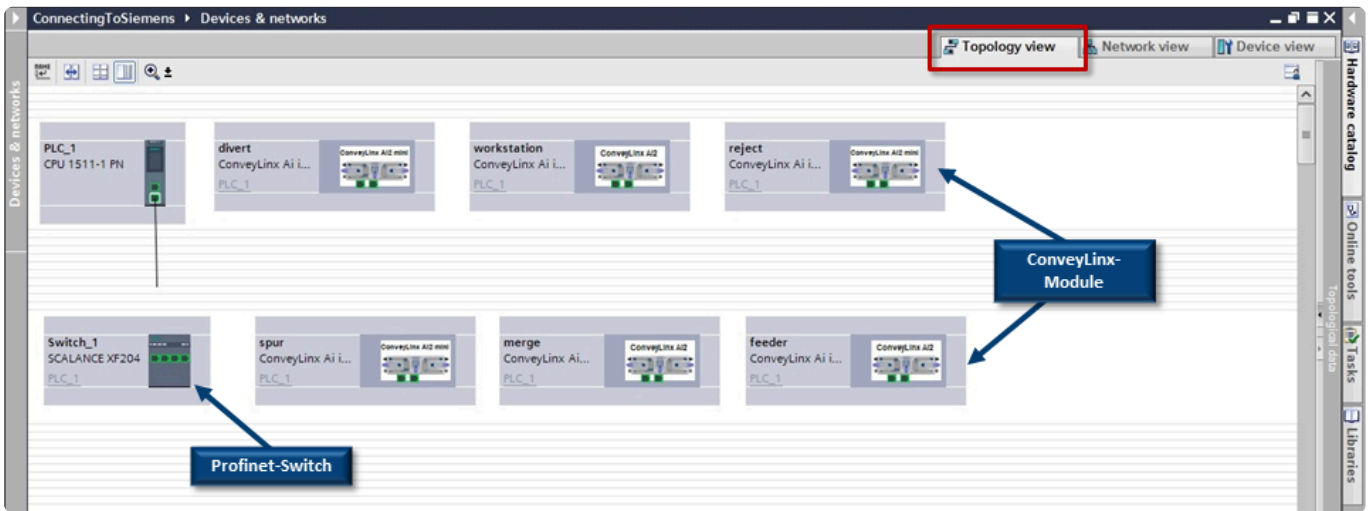 ConnectingToSiemens ▸ Devices & networks
Topology view
Network view
Device view
Devices & networks
PLC_1
CPU 1511-1 PN
divert
ConveyLinx Ai i...
PLC_1
ConveyLinx AI2 mini
workstation
ConveyLinx Ai i...
PLC_1
ConveyLinx AI2
reject
ConveyLinx Ai i...
PLC_1
ConveyLinx AI2 mini
ConveyLinx-
Module
Switch_1
SCALANCE XF204
PLC_1
spur
ConveyLinx Ai i...
PLC_1
ConveyLinx AI2 mini
merge
ConveyLinx Ai...
PLC_1
ConveyLinx AI2
feeder
ConveyLinx Ai i...
PLC_1
ConveyLinx AI2
Profinet-Switch
Topological data
Hardware catalog
Online tools
Tasks
Libraries